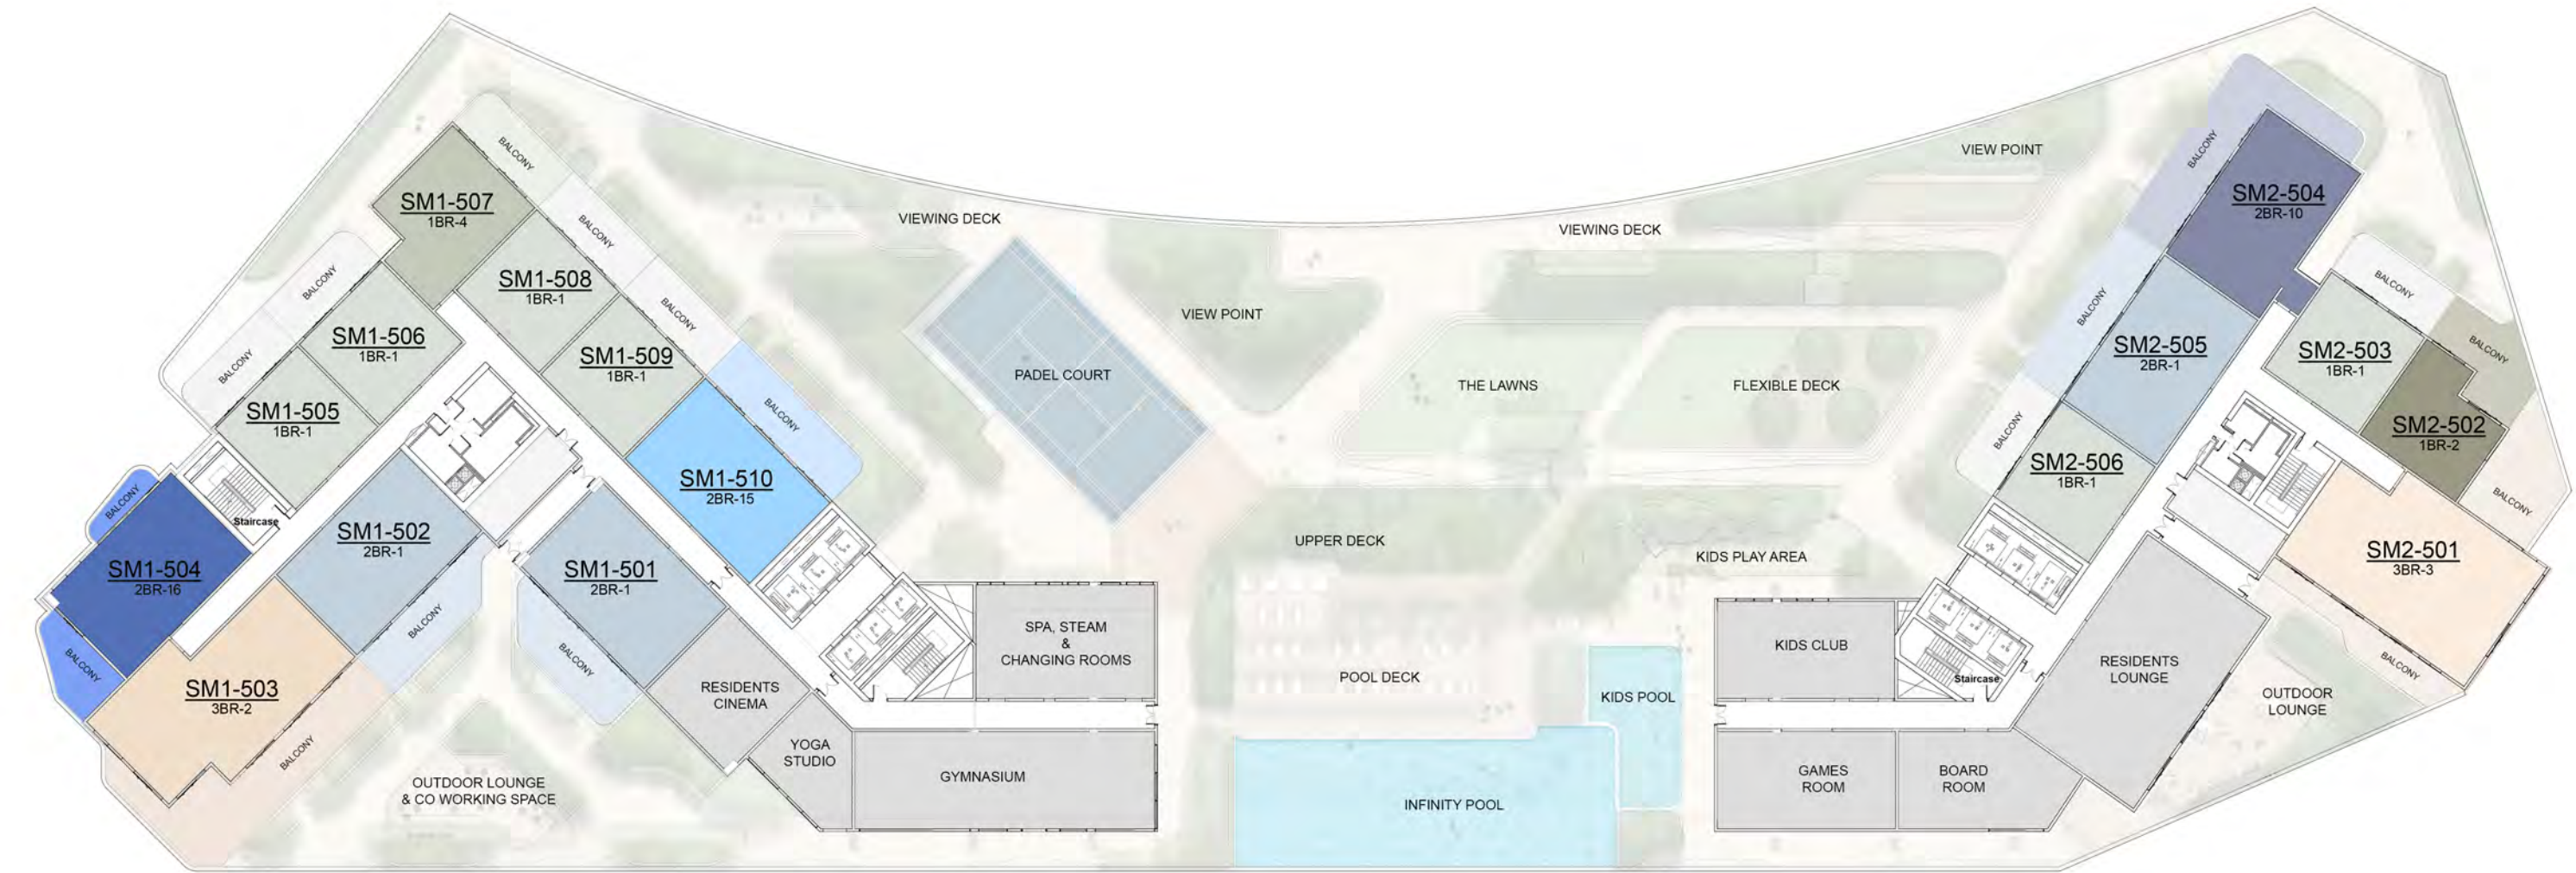 BALCONY
SM1-507
1BR-4
BALCONY
SM1-508
1BR-1
BALCONY
SM1-506
1BR-1
BALCONY
SM1-509
1BR-1
BALCONY
BALCONY
SM1-505
1BR-1
SM1-510
2BR-15
BALCONY
BALCONY
Staircase
SM1-504
2BR-16
BALCONY
SM1-502
2BR-1
BALCONY
SM1-501
2BR-1
BALCONY
SM1-503
3BR-2
BALCONY
RESIDENTS
CINEMA
YOGA
STUDIO
GYMNASIUM
SPA, STEAM
&
CHANGING ROOMS
OUTDOOR LOUNGE
& CO WORKING SPACE
VIEWING DECK
PADEL COURT
VIEW POINT
VIEWING DECK
VIEW POINT
THE LAWNS
FLEXIBLE DECK
UPPER DECK
KIDS PLAY AREA
POOL DECK
KIDS POOL
INFINITY POOL
KIDS CLUB
GAMES
ROOM
BOARD
ROOM
Staircase
RESIDENTS
LOUNGE
OUTDOOR
LOUNGE
BALCONY
SM2-504
2BR-10
BALCONY
SM2-505
2BR-1
BALCONY
SM2-506
1BR-1
BALCONY
SM2-503
1BR-1
BALCONY
SM2-502
1BR-2
BALCONY
SM2-501
3BR-3
BALCONY